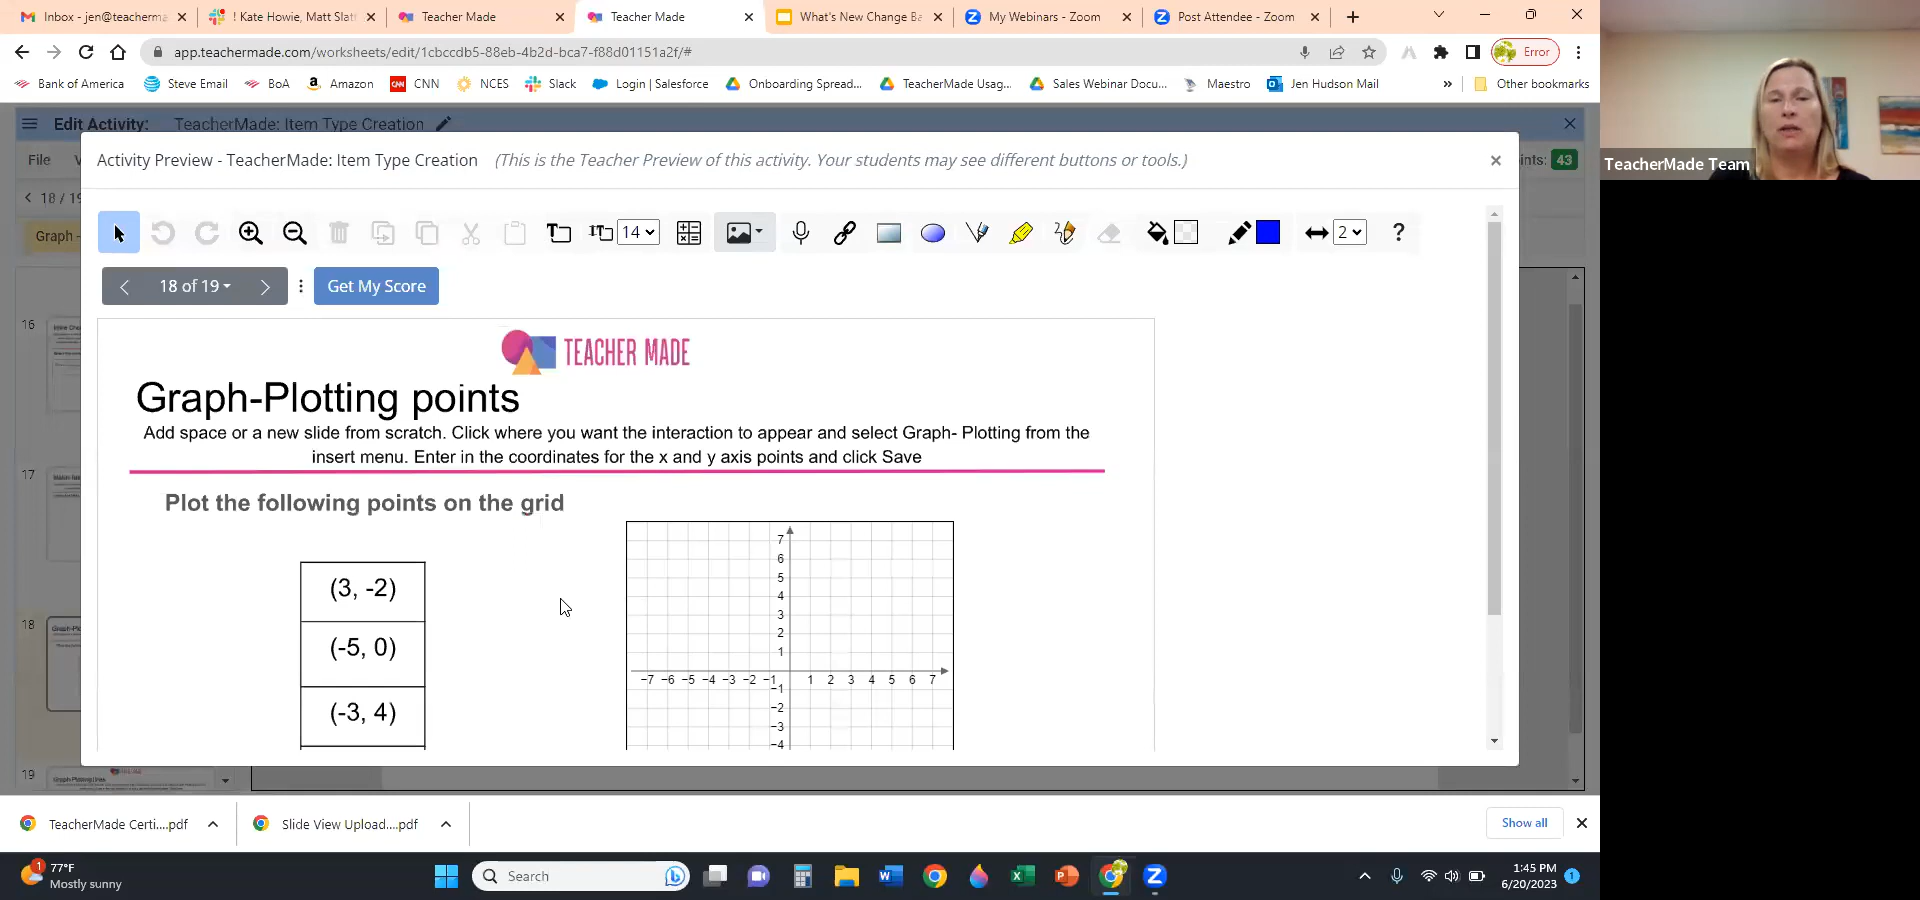 Inbox - jen@teacherma
! Kate Howie, Matt Slatt
Teacher Made
Teacher Made
What's New Change Ba
My Webinars - Zoom
Post Attendee - Zoom
app.teachermade.com/worksheets/edit/1cbccdb5-88eb-4b2d-bca7-f88d01151a2f/#
Error
Bank of America
Steve Email
BoA
Amazon
CNN
NCES
Slack
Login | Salesforce
Onboarding Spread...
TeacherMade Usag...
Sales Webinar Docu...
Maestro
Jen Hudson Mail
»
Other bookmarks
Edit Activity: TeacherMade: Item Type Creation
File
ints: 43
18 / 19
Graph -
Activity Preview - TeacherMade: Item Type Creation (This is the Teacher Preview of this activity. Your students may see different buttons or tools.)
14
2
?
18 of 19
Get My Score
TEACHER MADE
Graph-Plotting points
Add space or a new slide from scratch. Click where you want the interaction to appear and select Graph- Plotting from the
insert menu. Enter in the coordinates for the x and y axis points and click Save
Plot the following points on the grid
(3, -2)
(-5, 0)
(-3, 4)
7
6
5
4
3
2
1
−7 −6 −5 −4 −3 −2 −1 1 2 3 4 5 6 7
−1
−2
−3
−4
16
17
18
19
TeacherMade Team
TeacherMade Certi....pdf
Slide View Upload....pdf
Show all
1
77°F
Mostly sunny
Search
1:45 PM
6/20/2023
1